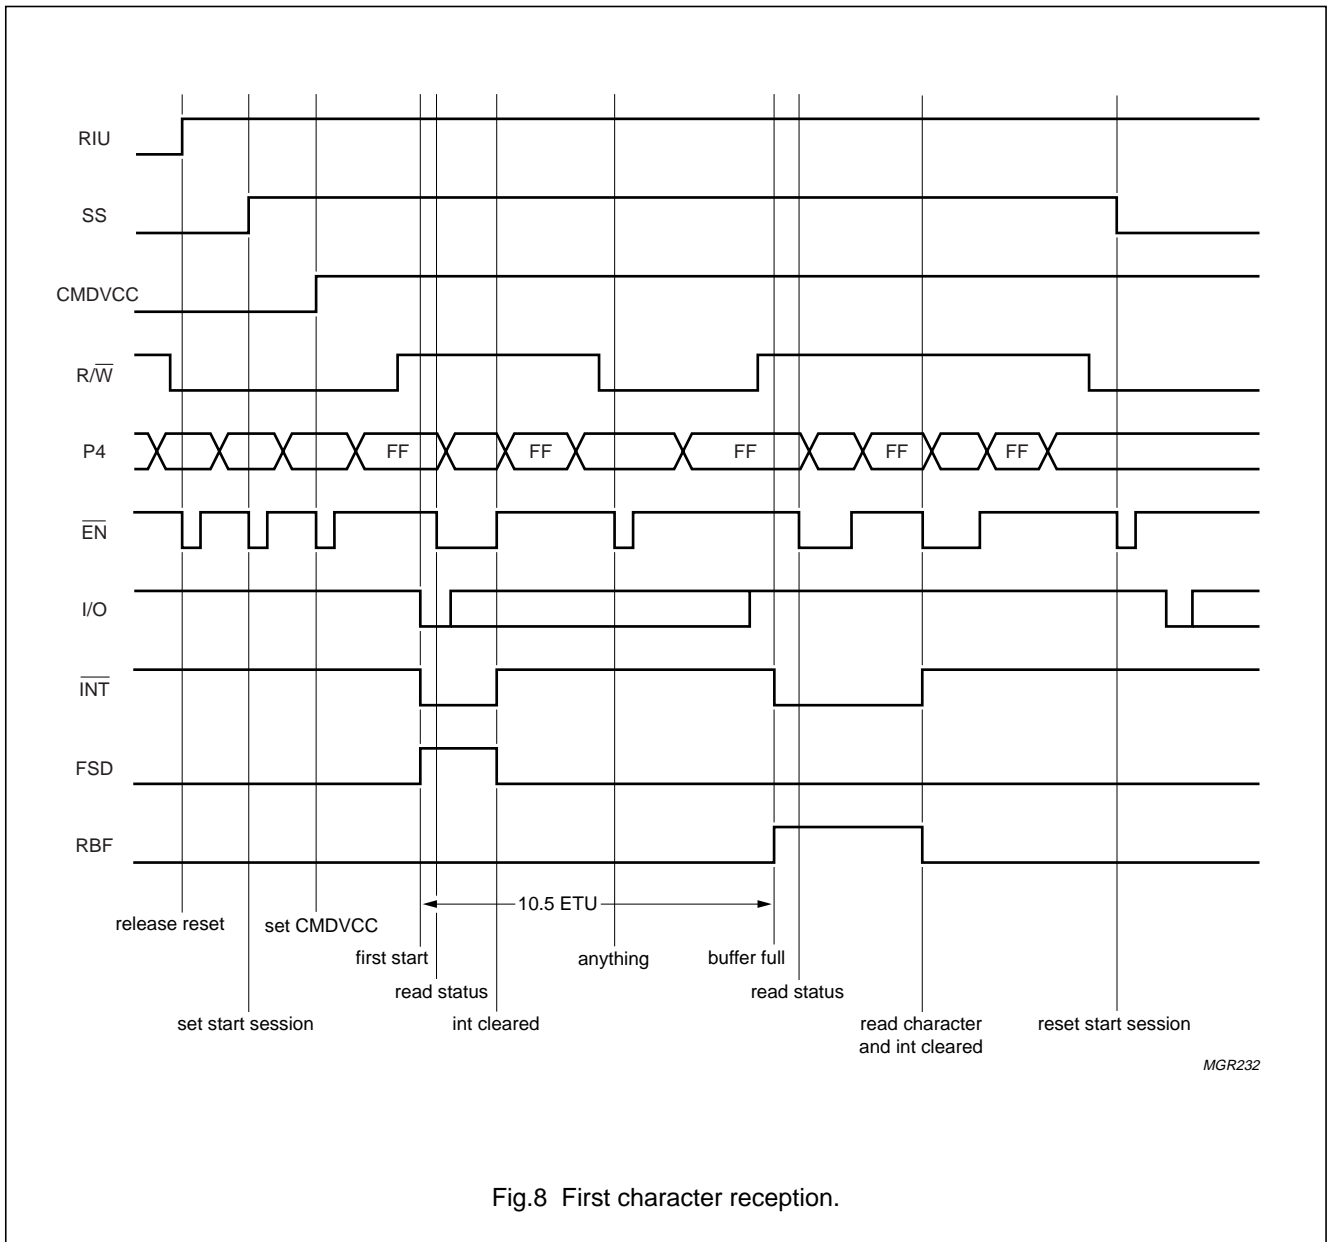 RIU
SS
CMDVCC
R/W̅
P4 FF FF FF FF FF
E̅N̅
I/O
I̅N̅T̅
FSD
RBF
10.5 ETU
release reset set CMDVCC
first start anything buffer full
read status read status
set start session int cleared read character reset start session
and int cleared
MGR232
Fig.8 First character reception.